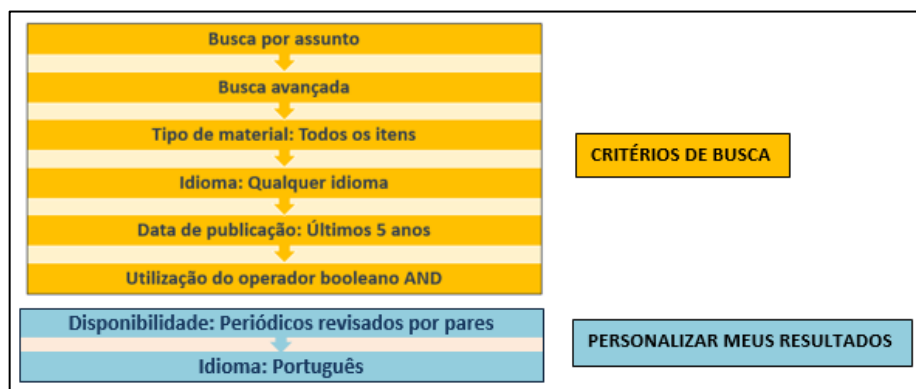 Busca por assunto
Busca avançada
Tipo de material: Todos os itens
CRITÉRIOS DE BUSCA
Idioma: Qualquer idioma
Data de publicação: Últimos 5 anos
Utilização do operador booleano AND
Disponibilidade: Periódicos revisados por pares
PERSONALIZAR MEUS RESULTADOS
Idioma: Português